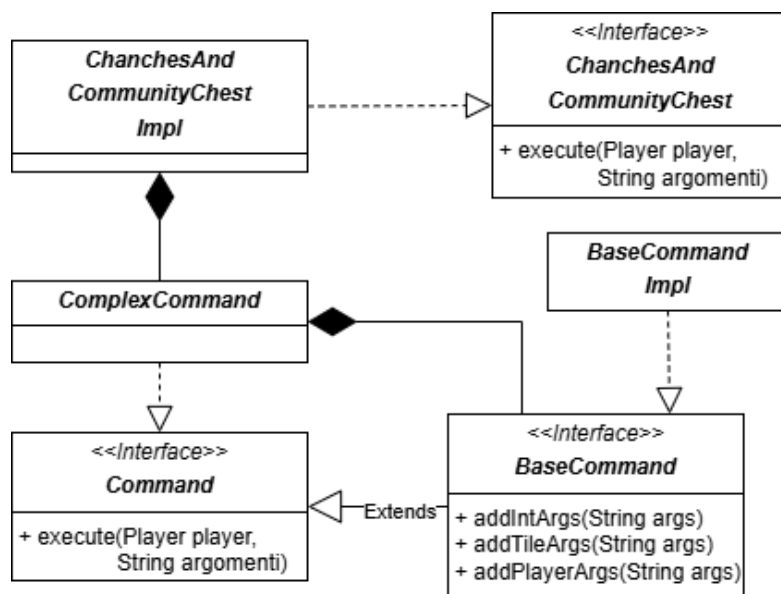 ChanchesAnd
CommunityChest
Impl
<<Interface>>
ChanchesAnd
CommunityChest
+ execute(Player player,
String argomenti)
BaseCommand
Impl
ComplexCommand
<<Interface>>
Command
+ execute(Player player,
String argomenti)
Extends
<<Interface>>
BaseCommand
+ addIntArgs(String args)
+ addTileArgs(String args)
+ addPlayerArgs(String args)